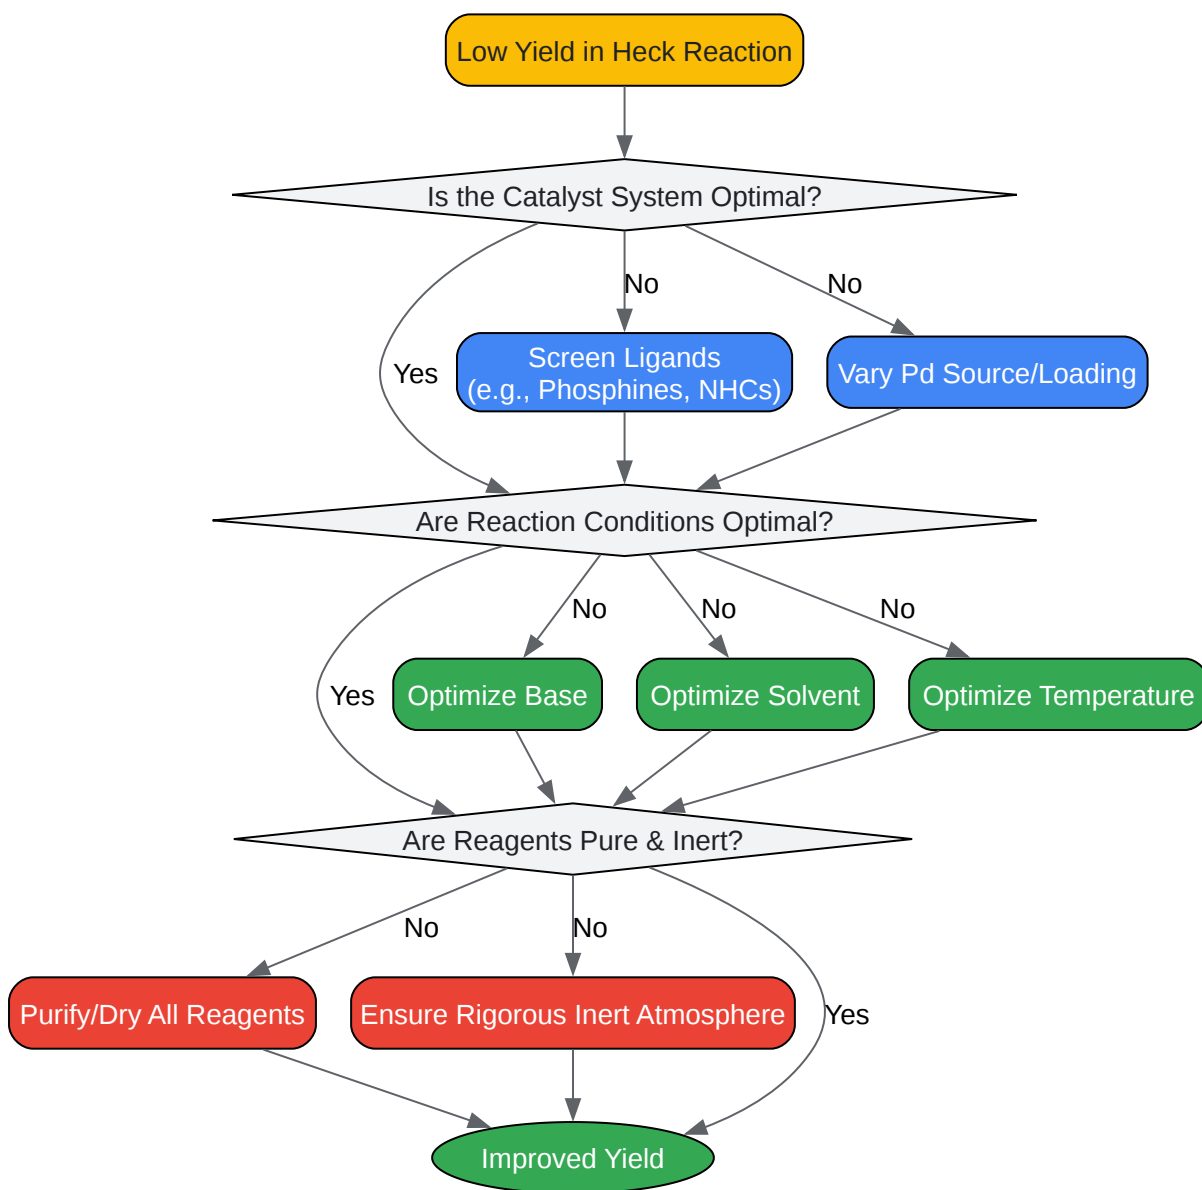 Low Yield in Heck Reaction
Is the Catalyst System Optimal?
No
No
Yes
Screen Ligands
(e.g., Phosphines, NHCs)
Vary Pd Source/Loading
Are Reaction Conditions Optimal?
No
No
No
Yes
Optimize Base
Optimize Solvent
Optimize Temperature
Are Reagents Pure & Inert?
No
No
Yes
Purify/Dry All Reagents
Ensure Rigorous Inert Atmosphere
Improved Yield